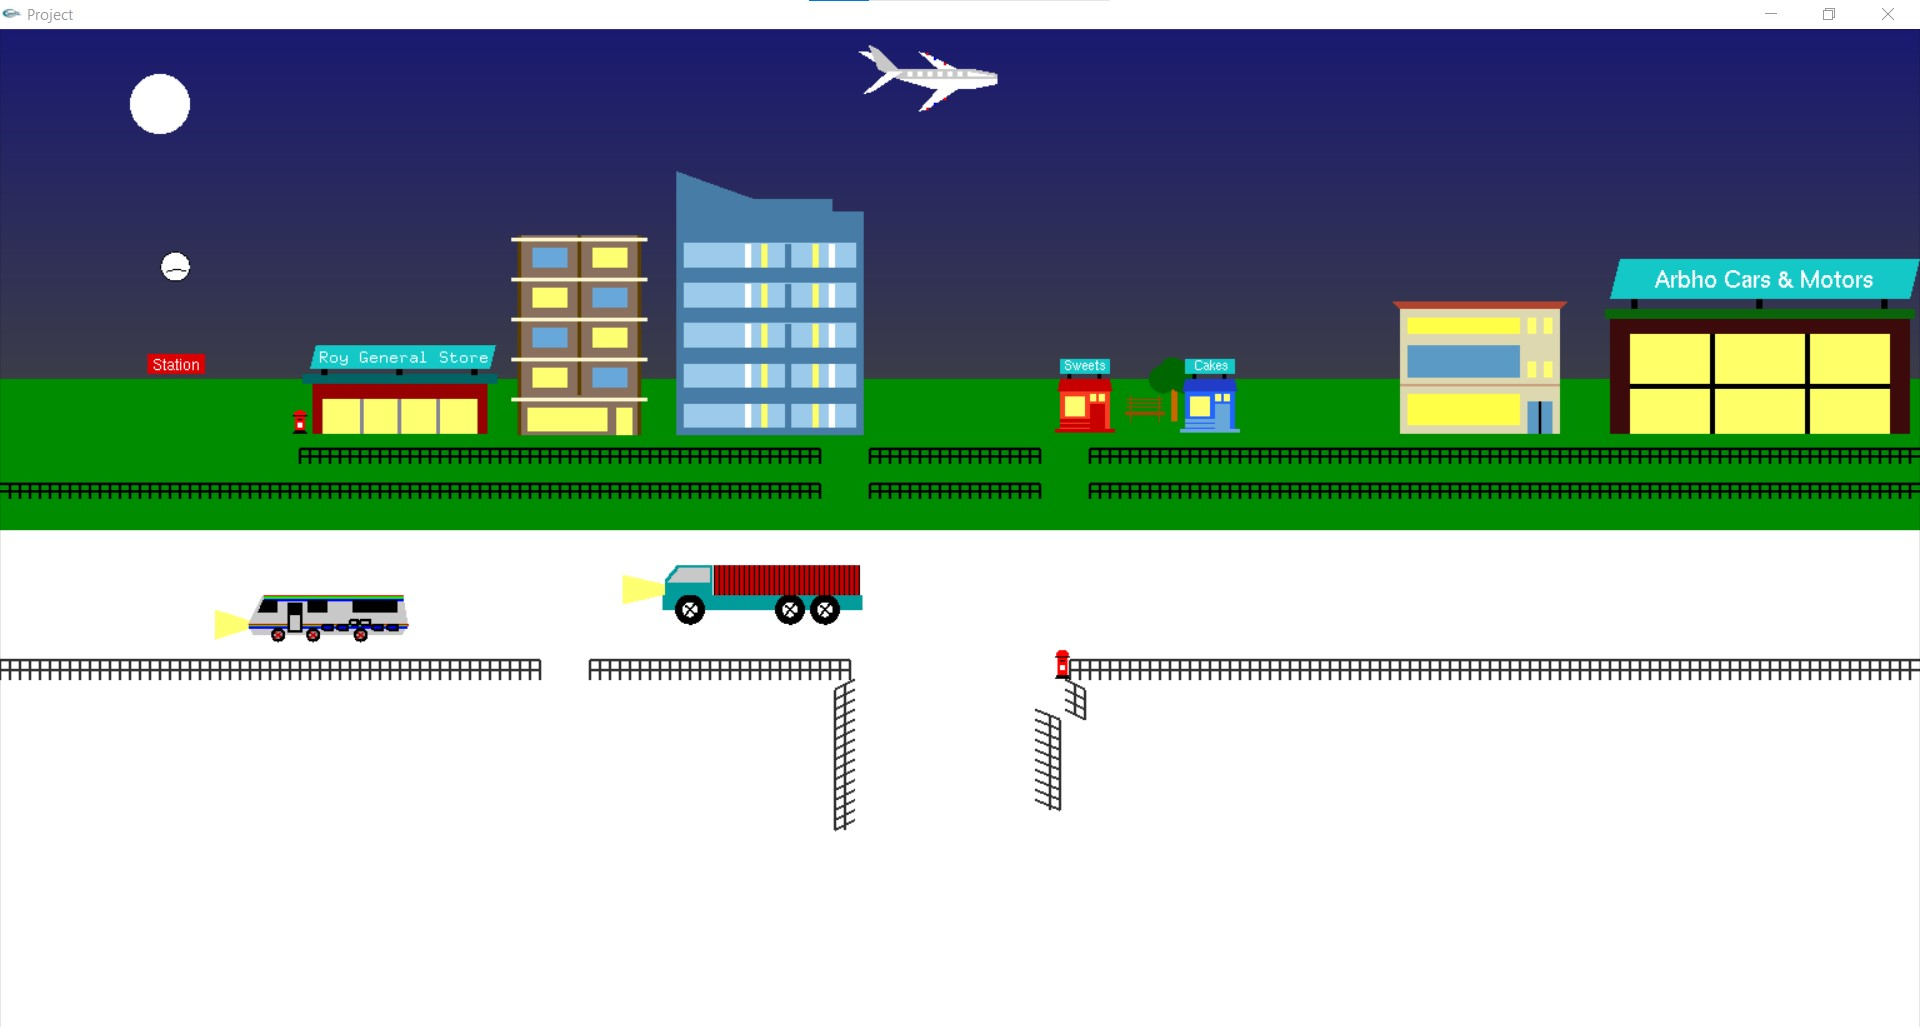 Project
Arbho Cars & Motors
Roy General Store
Station
Sweets
Cakes